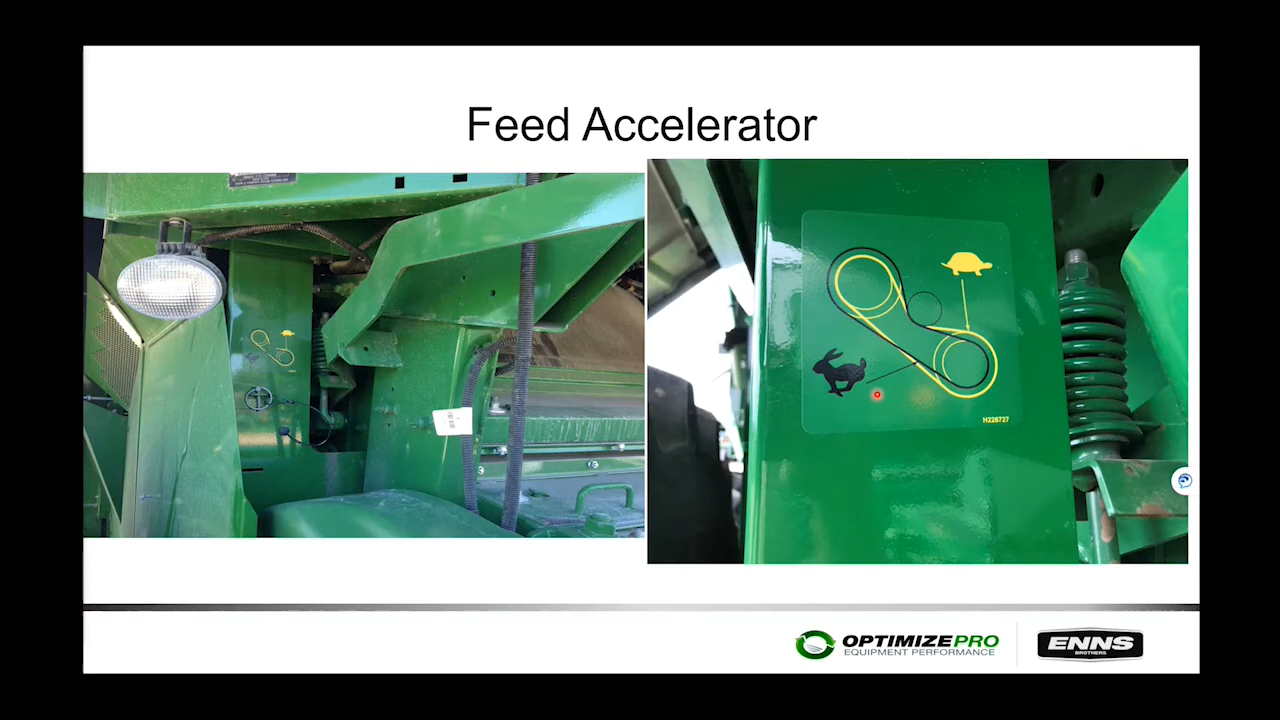 Feed Accelerator
H228727
OPTIMIZEPRO
EQUIPMENT PERFORMANCE
ENNS
BROTHERS